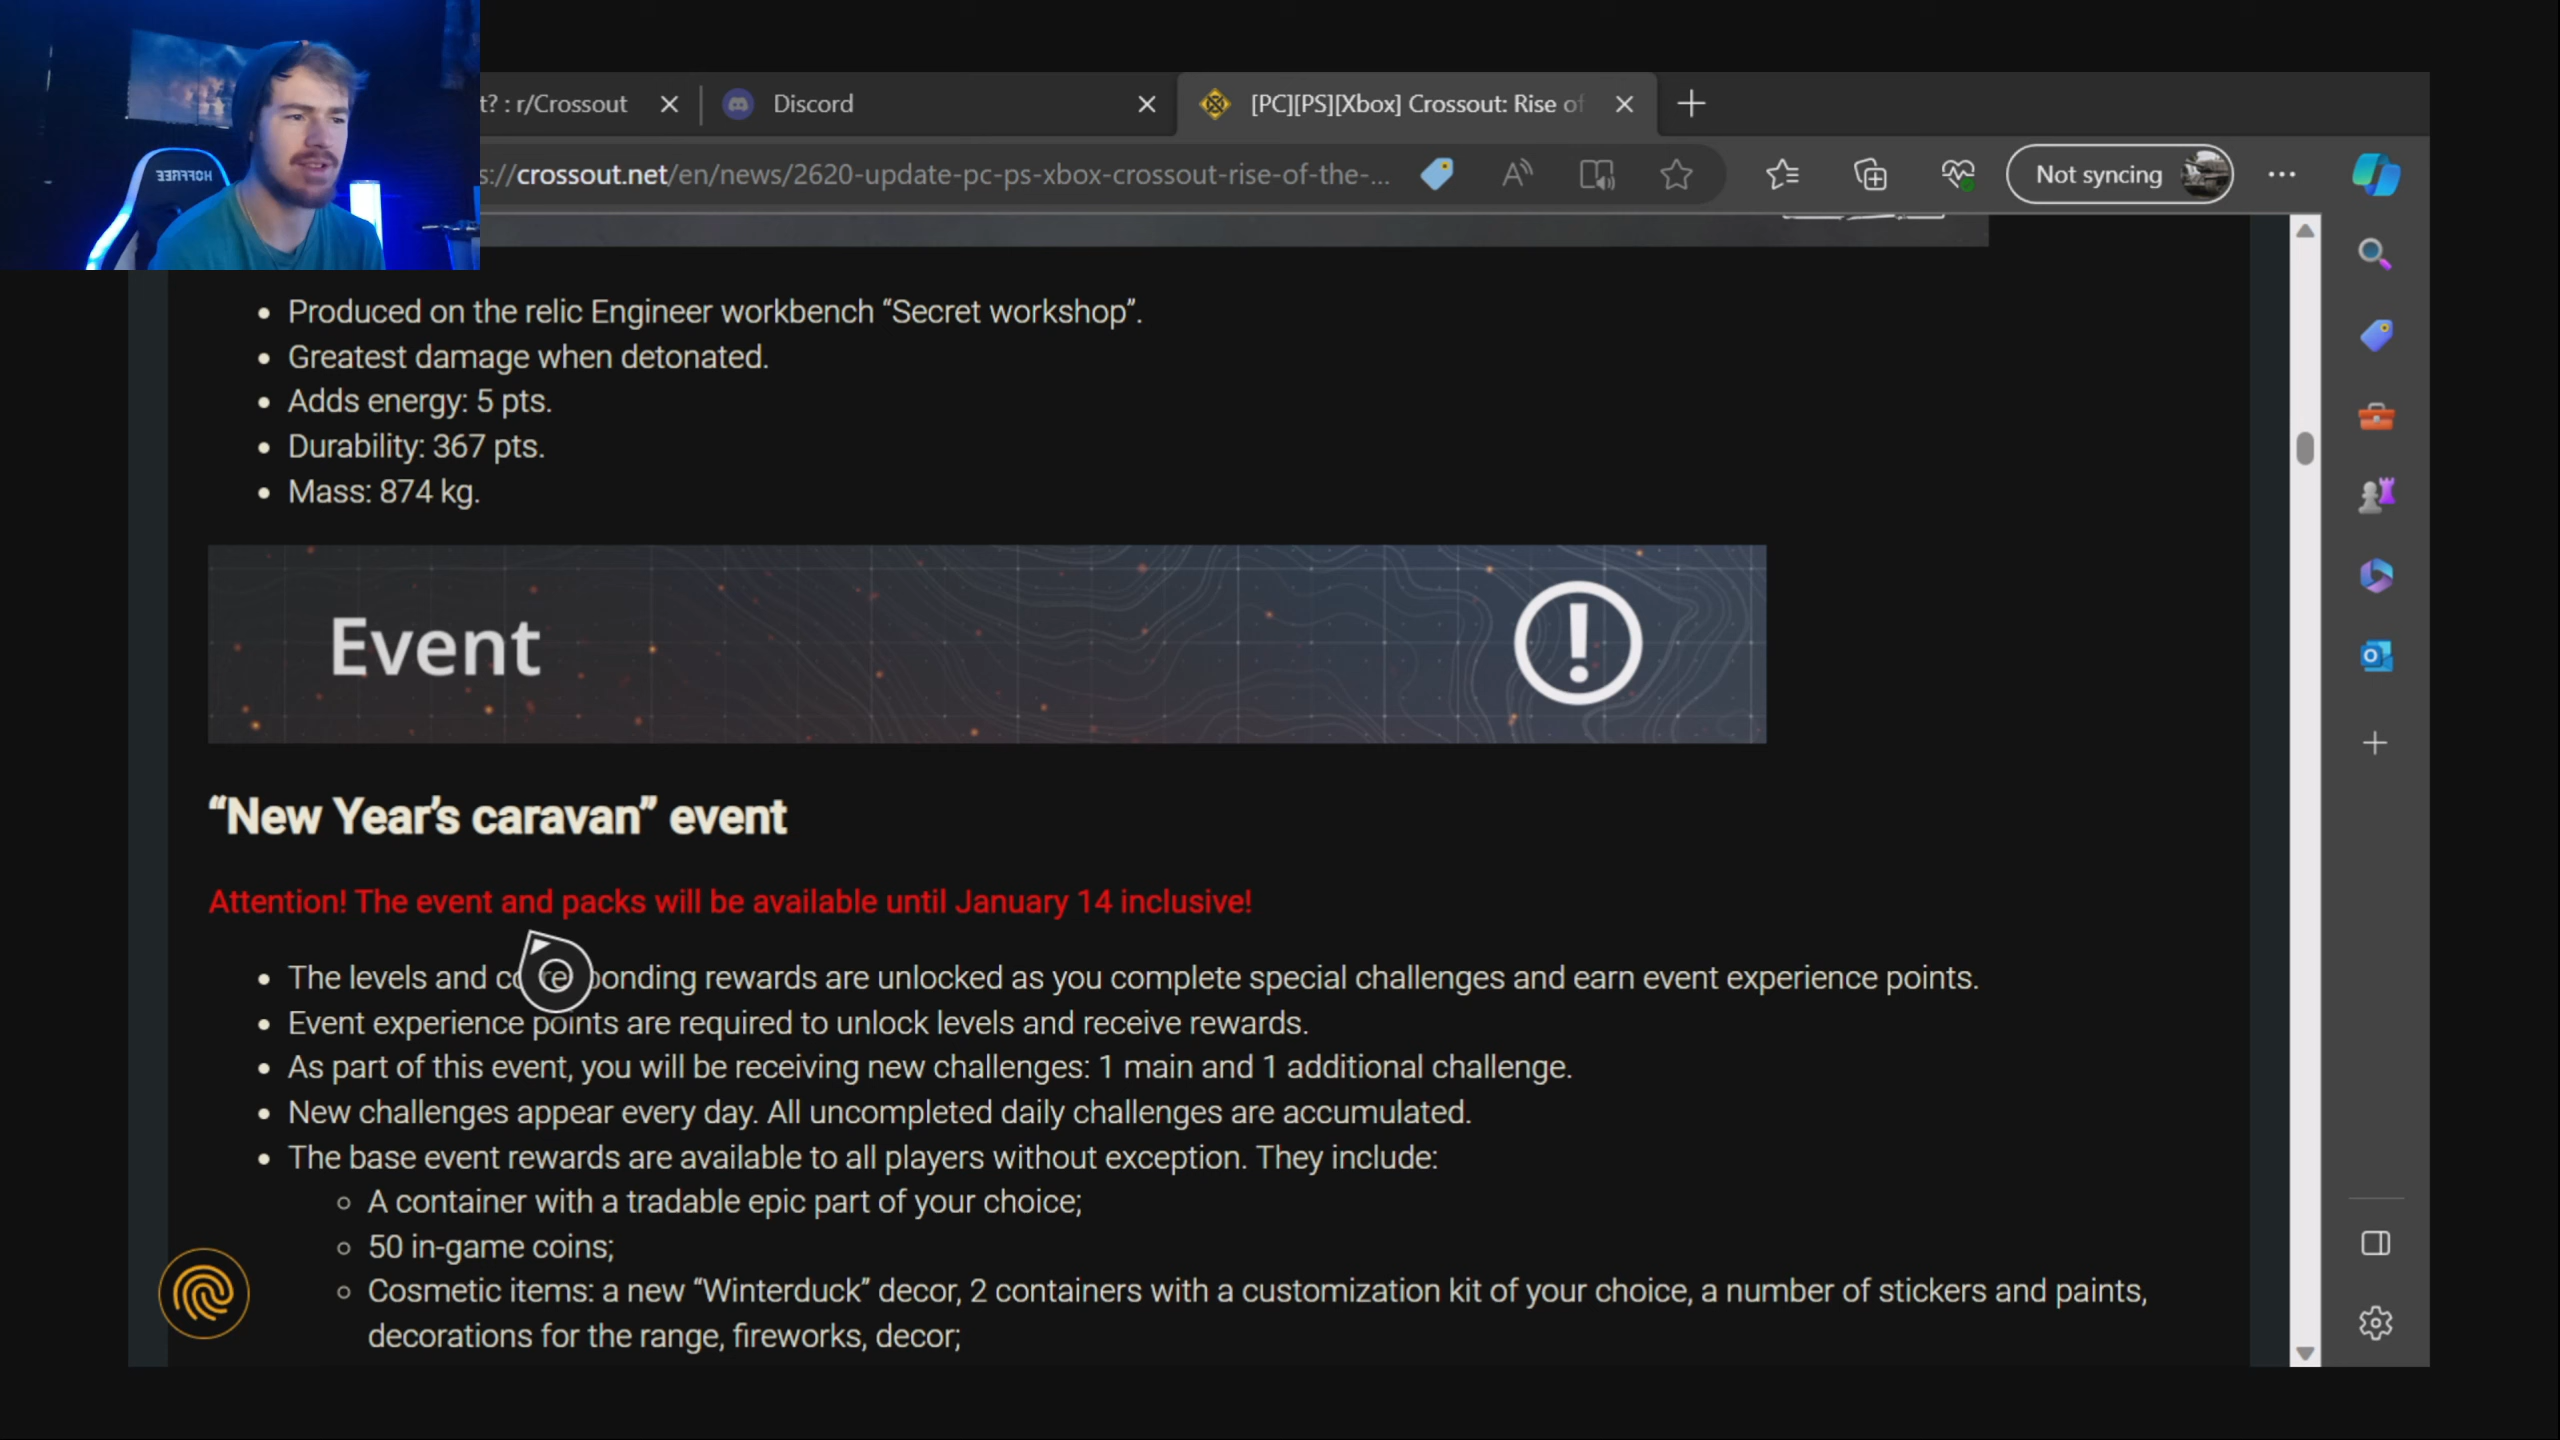 t? : r/Crossout
Discord
[PC][PS][Xbox] Crossout: Rise of
s://crossout.net/en/news/2620-update-pc-ps-xbox-crossout-rise-of-the-...
Not syncing
Produced on the relic Engineer workbench “Secret workshop”.
Greatest damage when detonated.
Adds energy: 5 pts.
Durability: 367 pts.
Mass: 874 kg.
Event
“New Year’s caravan” event
Attention! The event and packs will be available until January 14 inclusive!
The levels and rewards are unlocked as you complete special challenges and earn event experience points.
Event experience points are required to unlock levels and receive rewards.
As part of this event, you will be receiving new challenges: 1 main and 1 additional challenge.
New challenges appear every day. All uncompleted daily challenges are accumulated.
The base event rewards are available to all players without exception. They include:
A container with a tradable epic part of your choice;
50 in-game coins;
Cosmetic items: a new “Winterduck” decor, 2 containers with a customization kit of your choice, a number of stickers and paints,
decorations for the range, fireworks, decor;